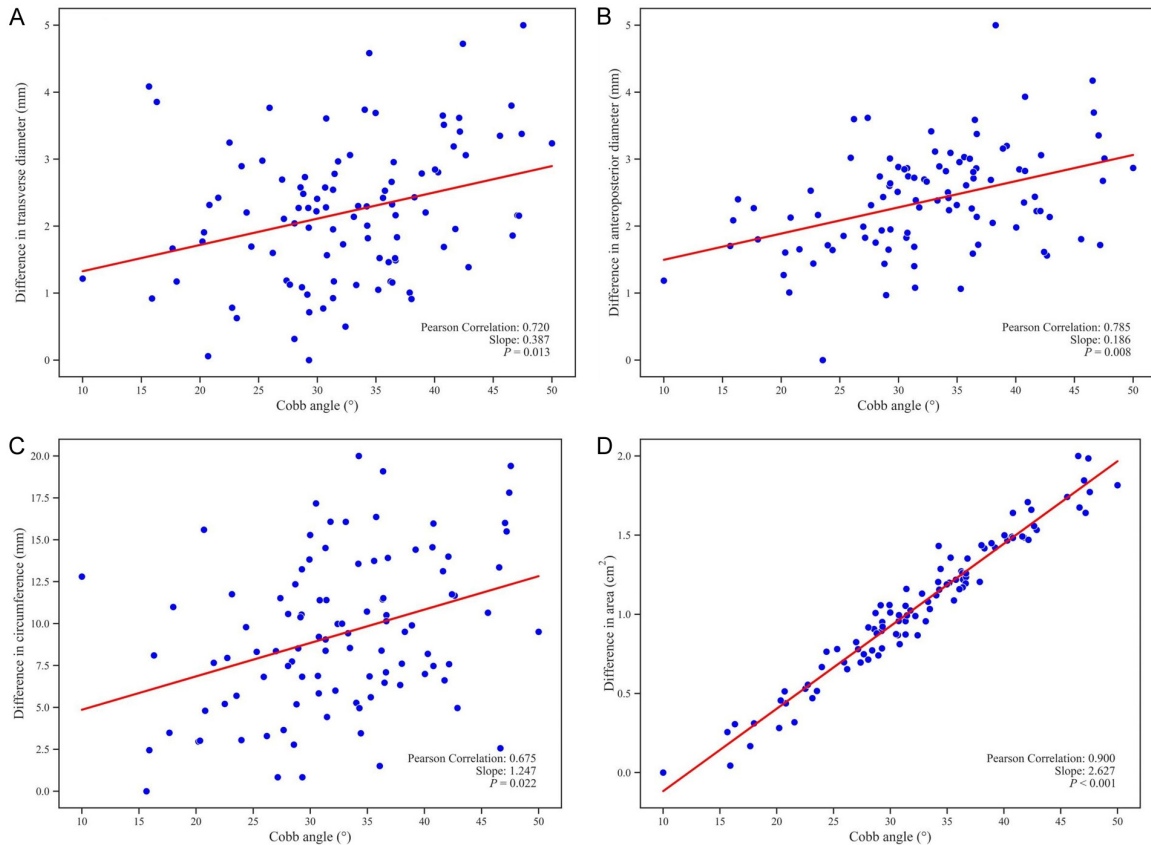 A
Difference in transverse diameter (mm)
5
4
3
2
1
0
Pearson Correlation: 0.720
Slope: 0.387
P = 0.013
10 15 20 25 30 35 40 45 50
Cobb angle (°)
B
Difference in anteroposterior diameter (mm)
5
4
3
2
1
0
Pearson Correlation: 0.785
Slope: 0.186
P = 0.008
10 15 20 25 30 35 40 45 50
Cobb angle (°)
C
Difference in circumference (mm)
20.0
17.5
15.0
12.5
10.0
7.5
5.0
2.5
0.0
Pearson Correlation: 0.675
Slope: 1.247
P = 0.022
10 15 20 25 30 35 40 45 50
Cobb angle (°)
D
Difference in area (cm²)
2.0
1.5
1.0
0.5
0.0
Pearson Correlation: 0.900
Slope: 2.627
P < 0.001
10 15 20 25 30 35 40 45 50
Cobb angle (°)